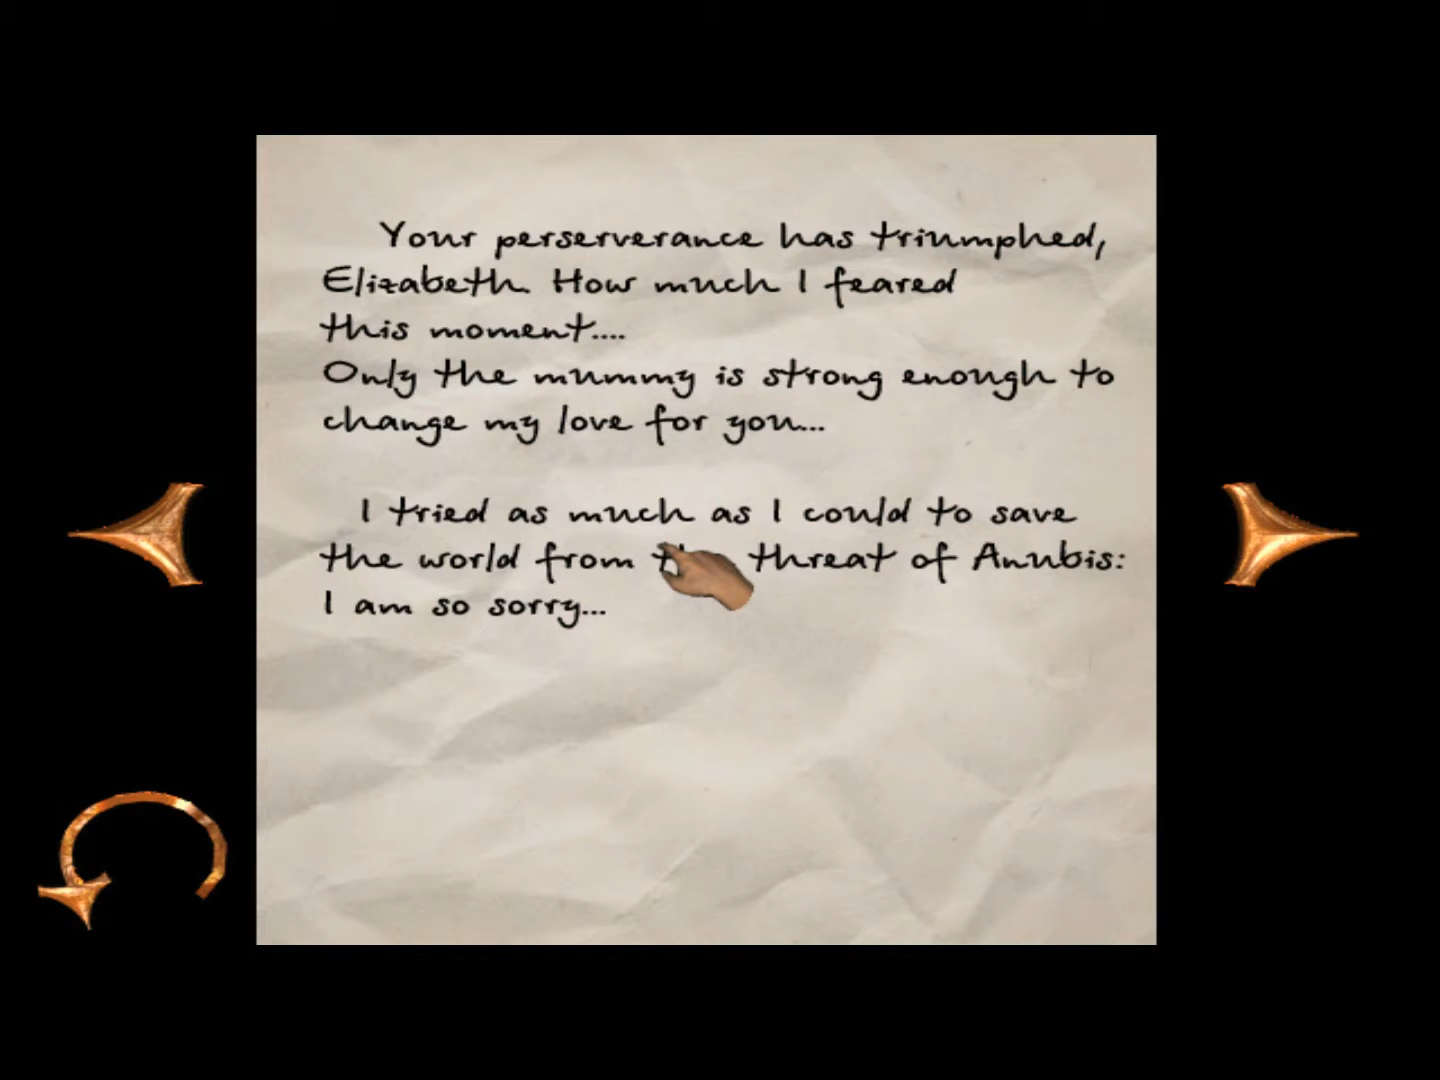 Your perserverance has triumphed,
Elizabeth. How much I feared
this moment....
Only the mummy is strong enough to
change my love for you...
I tried as much as I could to save
the world from threat of Anubis:
I am so sorry...